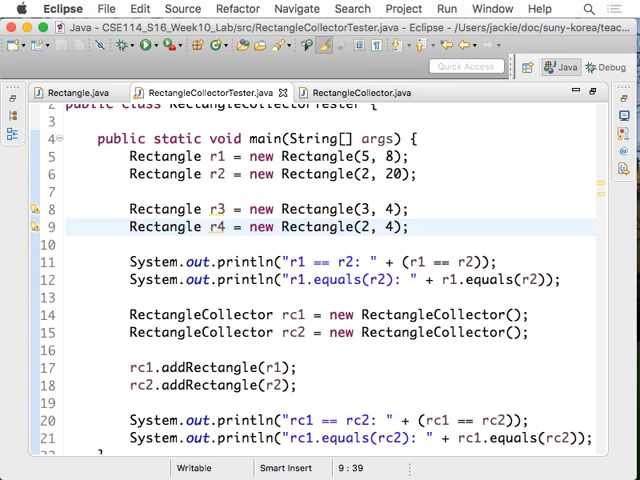 Eclipse File Edit Source Refactor Navigate Search Project Run Window
Java - CSE114_S16_Week10_Lab/src/RectangleCollectorTester.java - Eclipse - /Users/jackie/doc/suny-korea/teac...
Quick Access Java Debug
Rectangle.java RectangleCollectorTester.java RectangleCollector.java
2 public class RectangleCollectorTester {
3
4 public static void main(String[] args) {
5 Rectangle r1 = new Rectangle(5, 8);
6 Rectangle r2 = new Rectangle(2, 20);
7
8 Rectangle r3 = new Rectangle(3, 4);
9 Rectangle r4 = new Rectangle(2, 4);
10
11 System.out.println("r1 == r2: " + (r1 == r2));
12 System.out.println("r1.equals(r2): " + r1.equals(r2));
13
14 RectangleCollector rc1 = new RectangleCollector();
15 RectangleCollector rc2 = new RectangleCollector();
16
17 rc1.addRectangle(r1);
18 rc2.addRectangle(r2);
19
20 System.out.println("rc1 == rc2: " + (rc1 == rc2));
21 System.out.println("rc1.equals(rc2): " + rc1.equals(rc2));
}
Writable Smart Insert 9 : 39